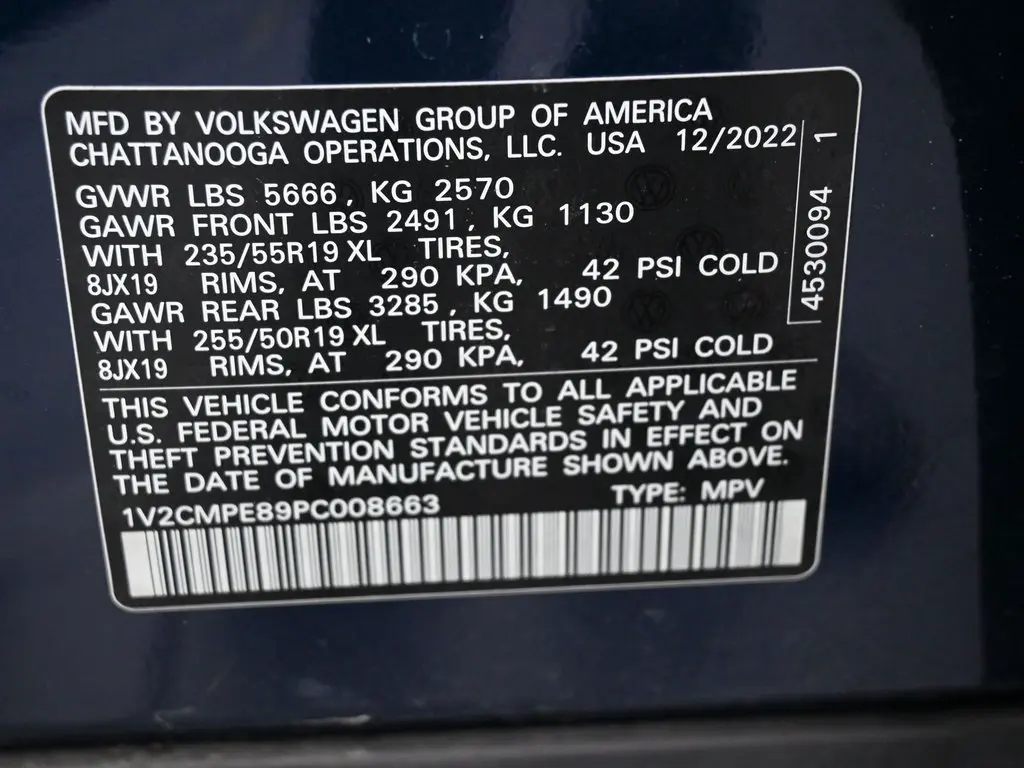 MFD BY VOLKSWAGEN GROUP OF AMERICA
CHATTANOOGA OPERATIONS, LLC. USA 12/2022
GVWR LBS 5666, KG 2570
GAWR FRONT LBS 2491, KG 1130
WITH 235/55R19 XL TIRES,
8JX19 RIMS, AT 290 KPA, 42 PSI COLD
GAWR REAR LBS 3285, KG 1490
WITH 255/50R19 XL TIRES,
8JX19 RIMS, AT 290 KPA, 42 PSI COLD
4530094 1
THIS VEHICLE CONFORMS TO ALL APPLICABLE
U.S. FEDERAL MOTOR VEHICLE SAFETY AND
THEFT PREVENTION STANDARDS IN EFFECT ON
THE DATE OF MANUFACTURE SHOWN ABOVE.
1V2CMPE89PC008663 TYPE: MPV